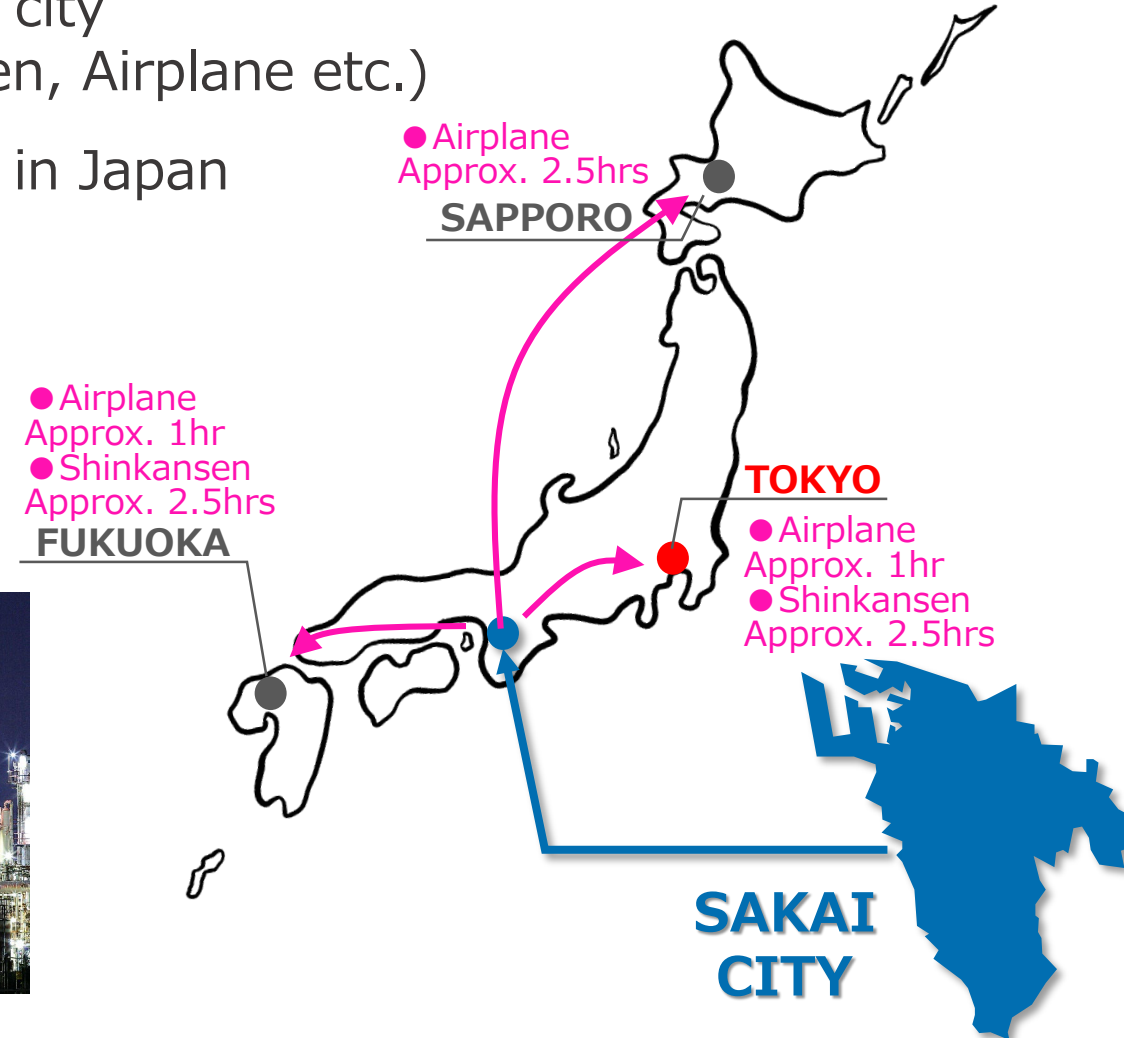 city
Airplane etc.)
in Japan
● Airplane
Approx. 2.5hrs
SAPPORO
● Airplane
Approx. 1hr
● Shinkansen
Approx. 2.5hrs
FUKUOKA
TOKYO
● Airplane
Approx. 1hr
● Shinkansen
Approx. 2.5hrs
SAKAI
CITY